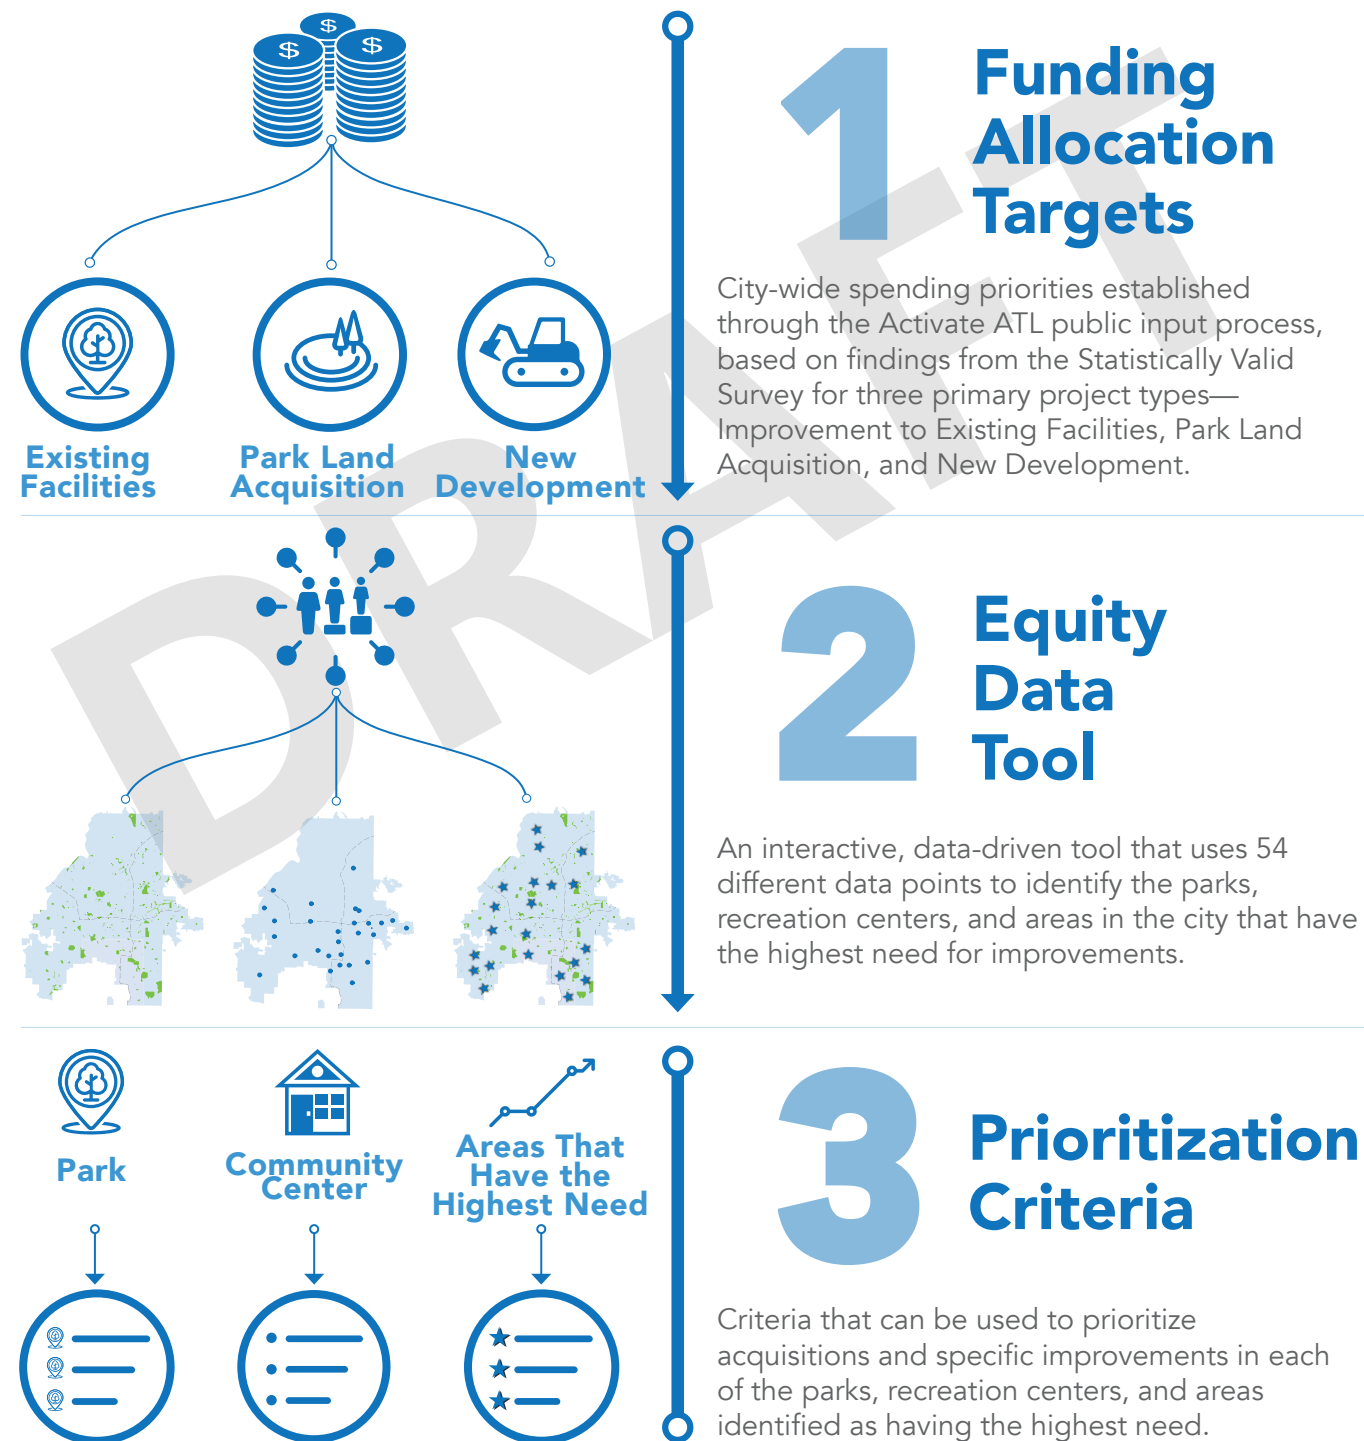 $
$
$
Existing
Facilities
Park Land
Acquisition
New
Development
1
Funding
Allocation
Targets
City-wide spending priorities established
through the Activate ATL public input process,
based on findings from the Statistically Valid
Survey for three primary project types—
Improvement to Existing Facilities, Park Land
Acquisition, and New Development.
DRAFT
2
Equity
Data
Tool
An interactive, data-driven tool that uses 54
different data points to identify the parks,
recreation centers, and areas in the city that have
the highest need for improvements.
Park
Community
Center
Areas That
Have the
Highest Need
3
Prioritization
Criteria
Criteria that can be used to prioritize
acquisitions and specific improvements in each
of the parks, recreation centers, and areas
identified as having the highest need.